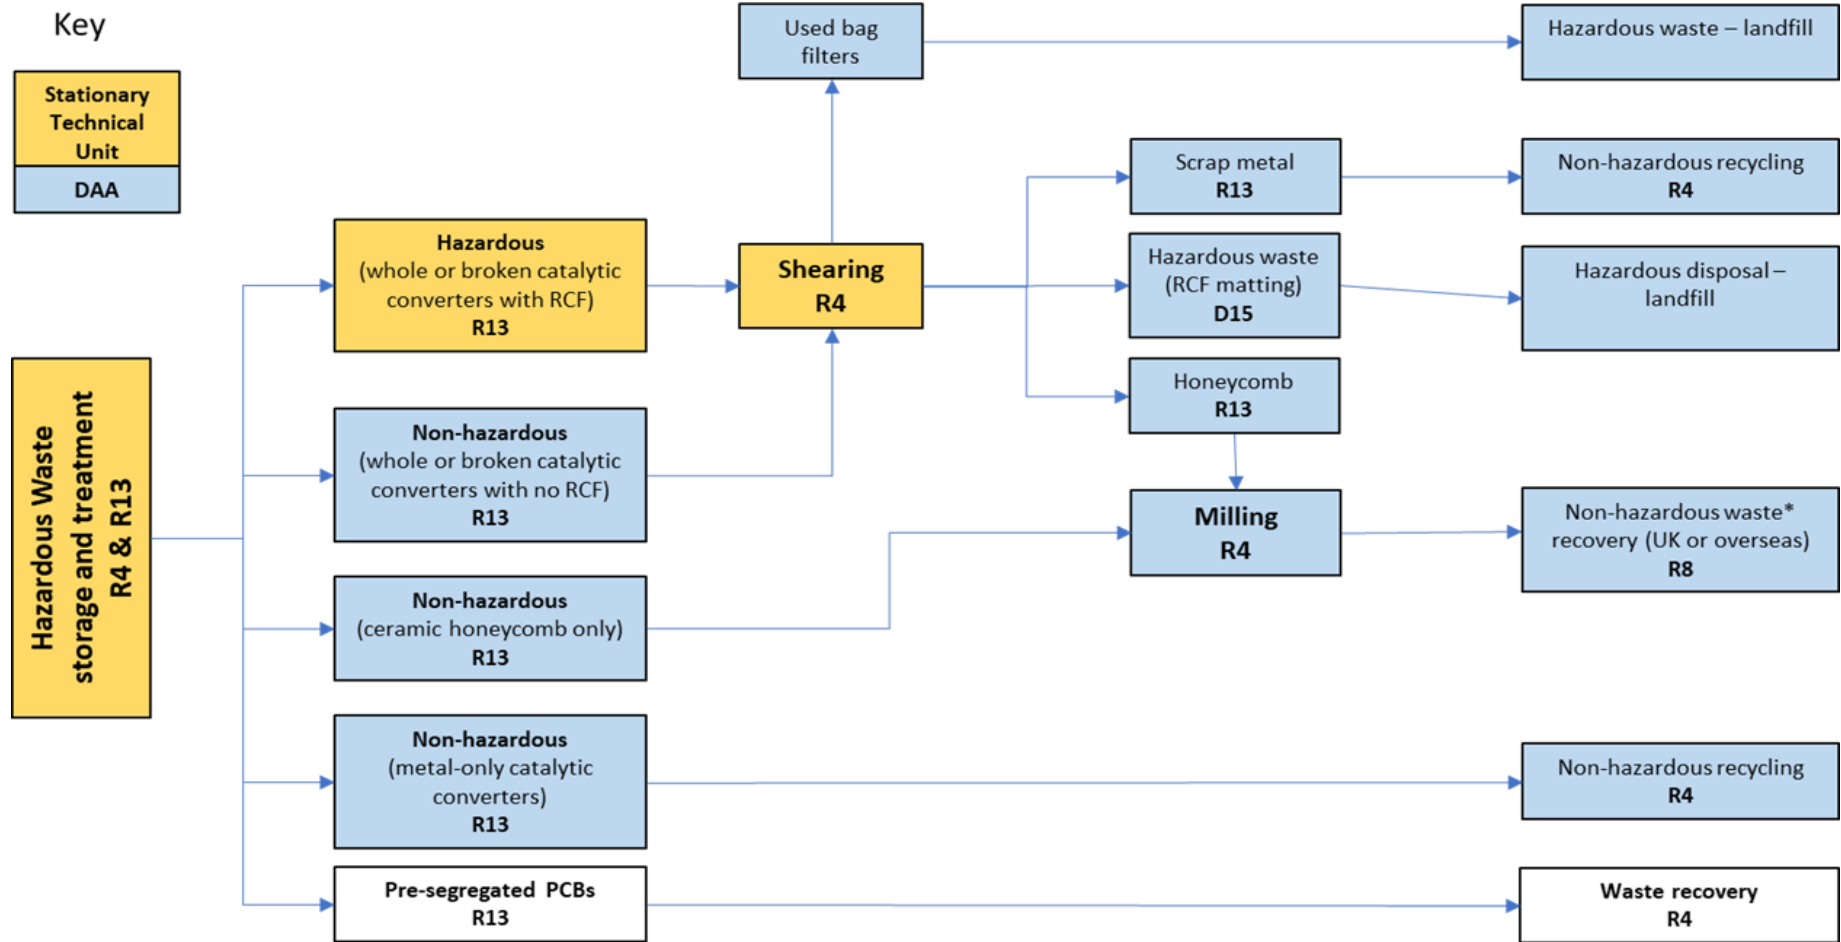 Key
Stationary
Technical
Unit
DAA
Hazardous Waste
storage and treatment
R4 & R13
Hazardous
(whole or broken catalytic
converters with RCF)
R13
Non-hazardous
(whole or broken catalytic
converters with no RCF)
R13
Non-hazardous
(ceramic honeycomb only)
R13
Non-hazardous
(metal-only catalytic
converters)
R13
Pre-segregated PCBs
R13
Used bag
filters
Shearing
R4
Scrap metal
R13
Hazardous waste
(RCF matting)
D15
Honeycomb
R13
Milling
R4
Hazardous waste – landfill
Non-hazardous recycling
R4
Hazardous disposal –
landfill
Non-hazardous waste*
recovery (UK or overseas)
R8
Non-hazardous recycling
R4
Waste recovery
R4